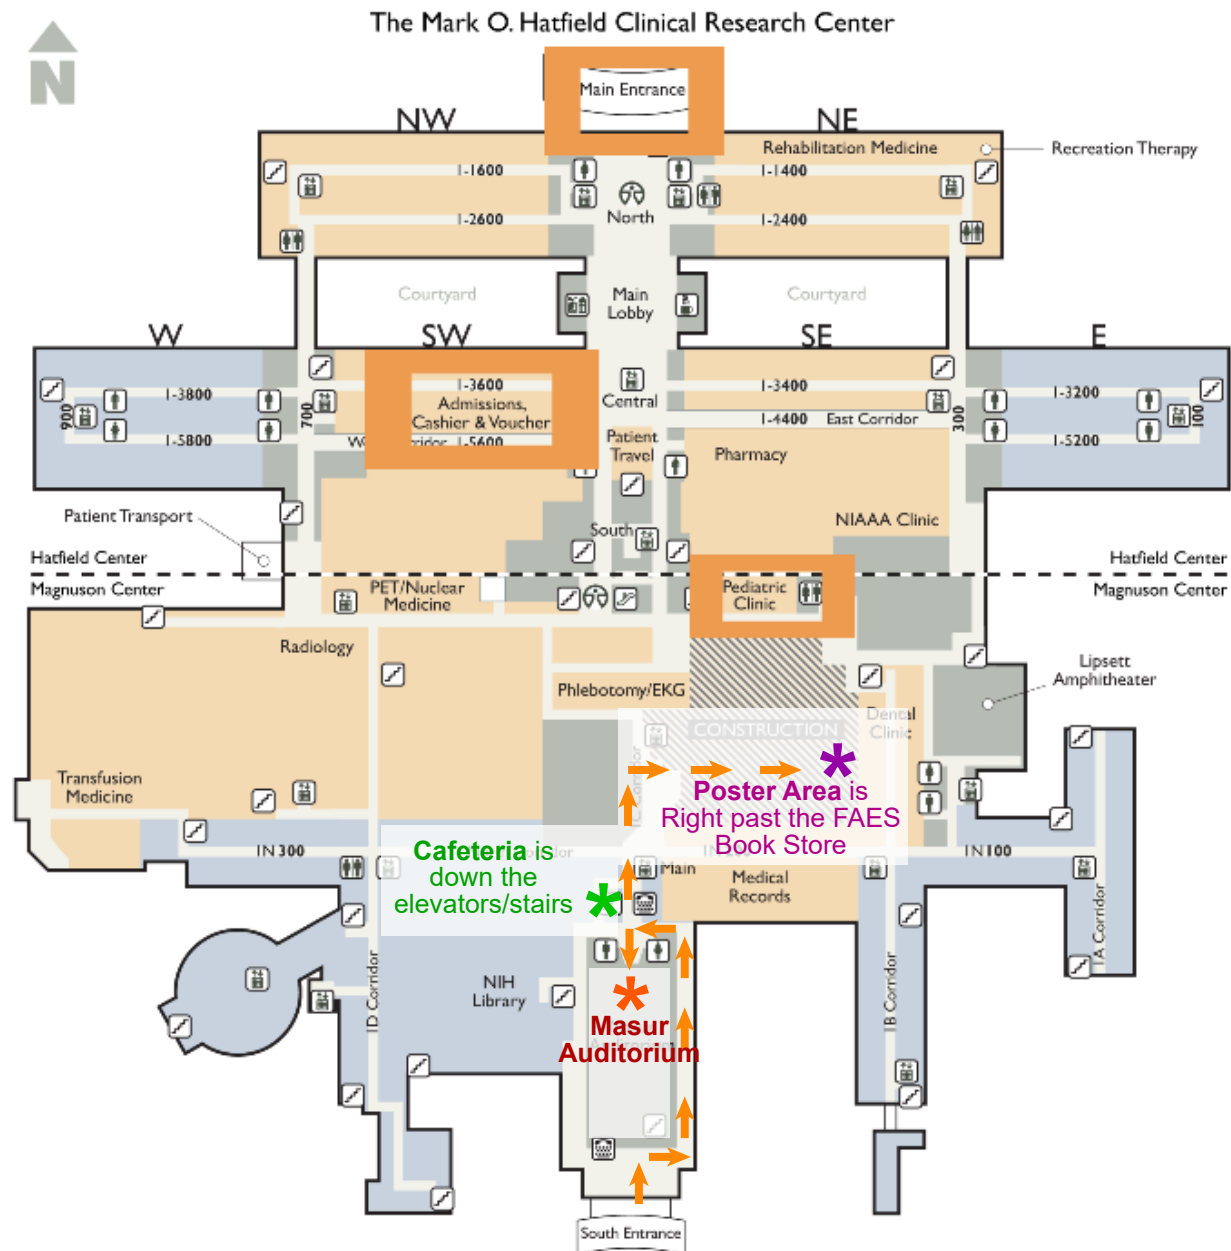 The Mark O. Hatfield Clinical Research Center
N
Main Entrance
NW
NE
Rehabilitation Medicine
Recreation Therapy
1-1600
1-1400
North
1-2600
1-2400
Courtyard
Main
Lobby
Courtyard
W
SW
SE
E
1-3800
1-3600
1-3400
1-3200
Admissions,
Cashier & Voucher
Central
900
700
1-4400
East Corridor
300
100
1-5800
1-5600
1-5200
Patient
Travel
Pharmacy
Patient Transport
South
NIAAA Clinic
Hatfield Center
Hatfield Center
Magnuson Center
Magnuson Center
PET/Nuclear
Medicine
Pediatric
Clinic
Radiology
Lipsett
Amphitheater
Phlebotomy/EKG
Dental
Clinic
CONSTRUCTION
Corridor
Transfusion
Medicine
Poster Area is
Right past the FAES
Book Store
Cafeteria is
down the
elevators/stairs
1N 300
1N 100
Main
Medical
Records
1D Corridor
1B Corridor
1A Corridor
NIH
Library
Masur
Auditorium
South Entrance